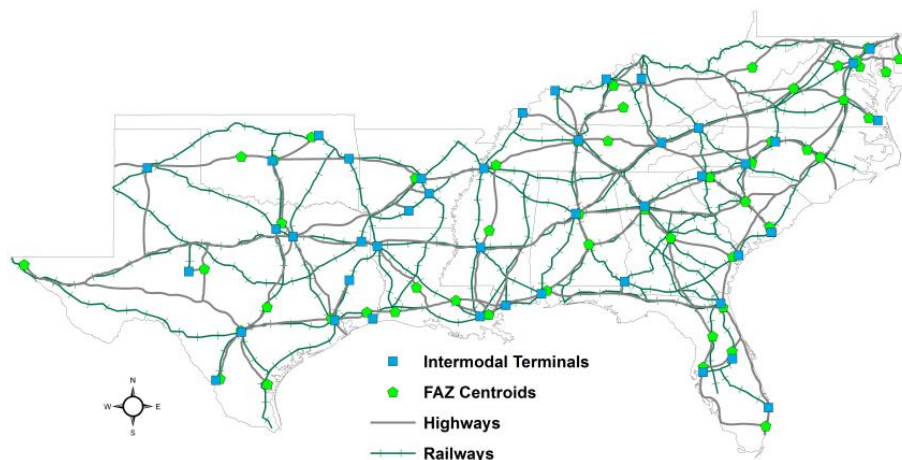 Intermodal Terminals
FAZ Centroids
Highways
Railways
N
W E
S